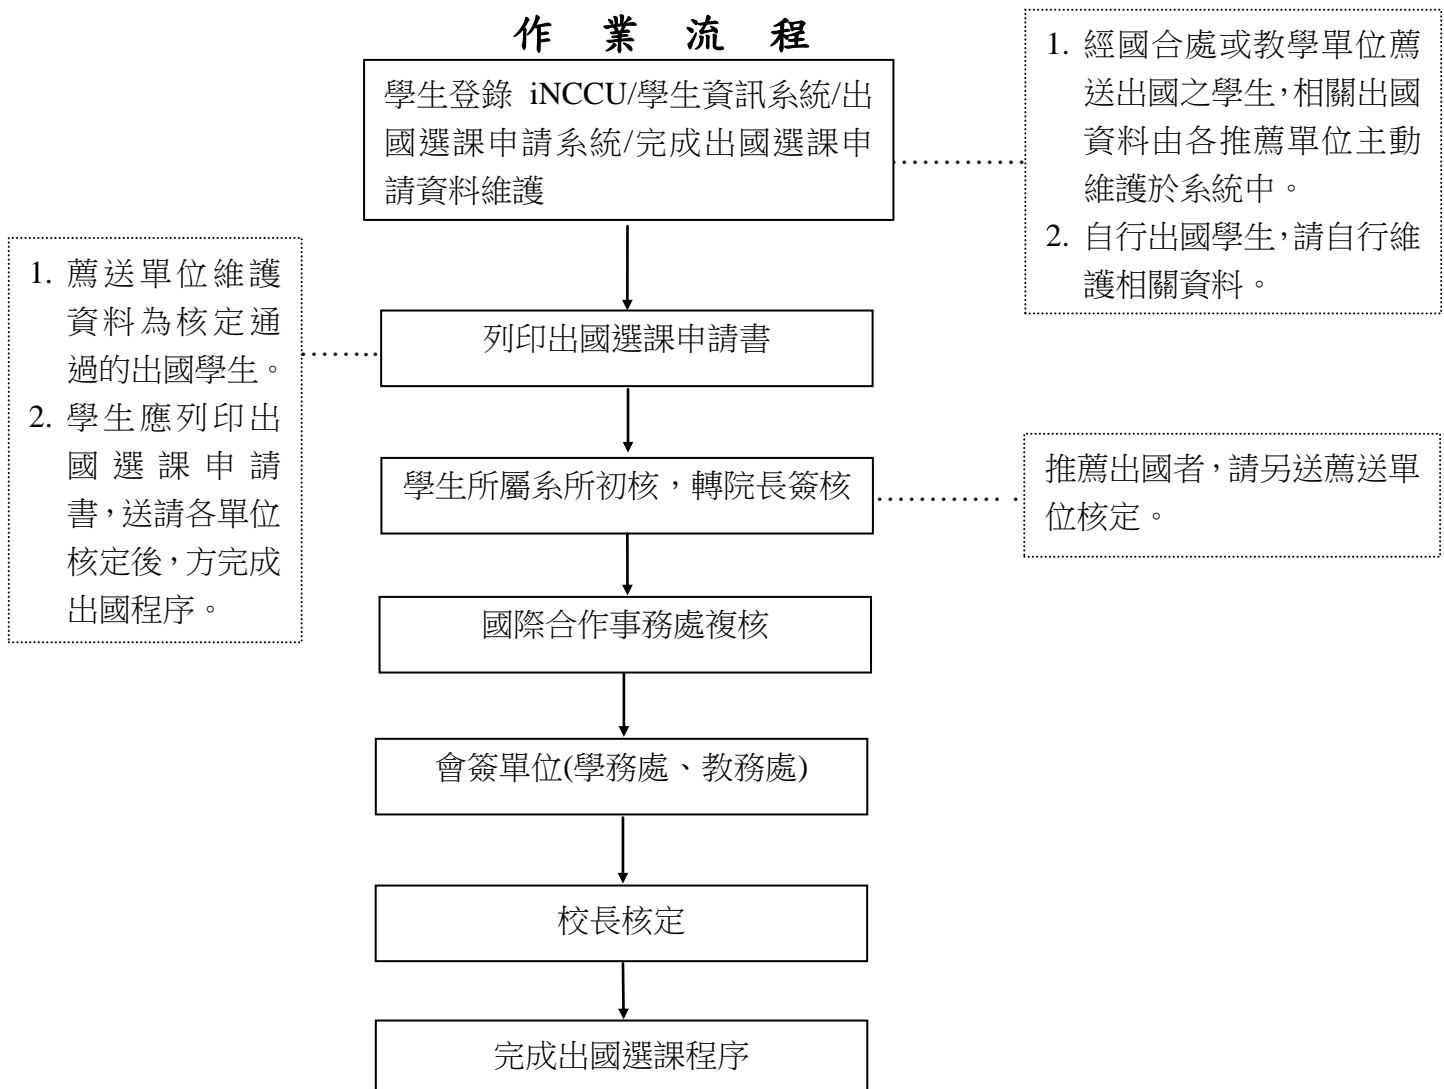 作 業 流 程
學生登錄 iNCCU/學生資訊系統/出
國選課申請系統/完成出國選課申
請資料維護
1. 經國合處或教學單位薦
送出國之學生,相關出國
資料由各推薦單位主動
維護於系統中。
2. 自行出國學生,請自行維
護相關資料。
1. 薦送單位維護
資料為核定通
過的出國學生。
2. 學生應列印出
國選課申請
書,送請各單位
核定後,方完成
出國程序。
列印出國選課申請書
學生所屬系所初核,轉院長簽核
推薦出國者,請另送薦送單
位核定。
國際合作事務處複核
會簽單位(學務處、教務處)
校長核定
完成出國選課程序